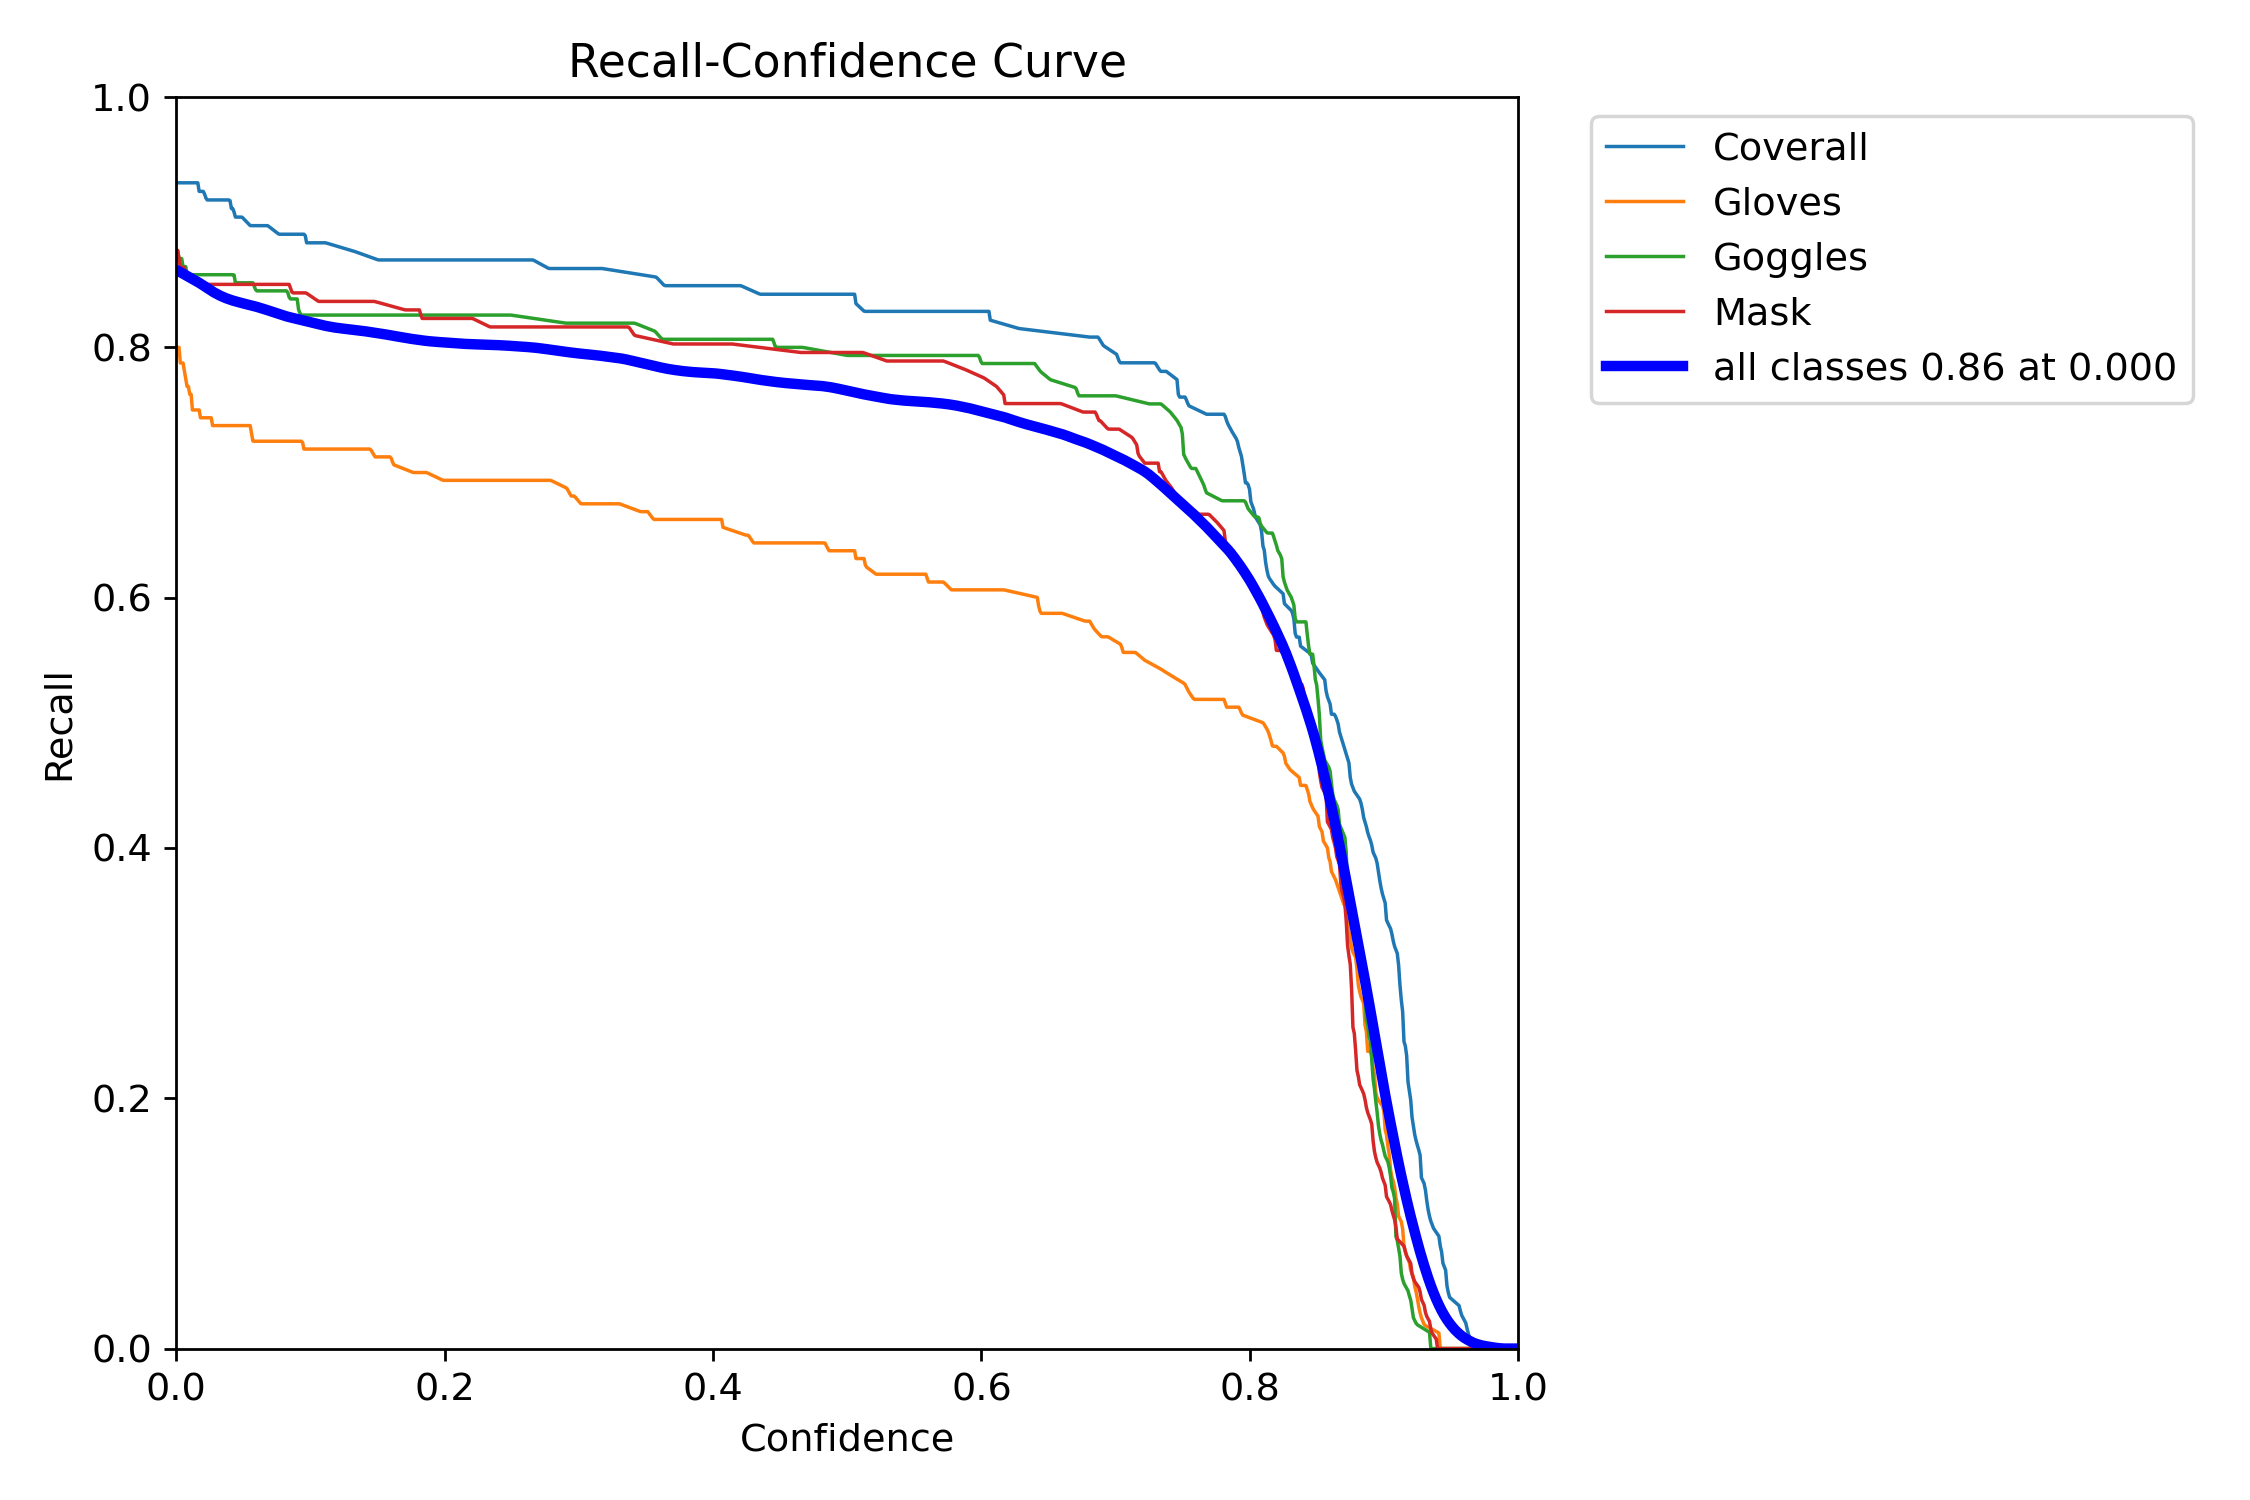 Recall-Confidence Curve
1.0
0.8
0.6
0.4
0.2
0.0
Recall
0.0 0.2 0.4 0.6 0.8 1.0
Confidence
Coverall
Gloves
Goggles
Mask
all classes 0.86 at 0.000